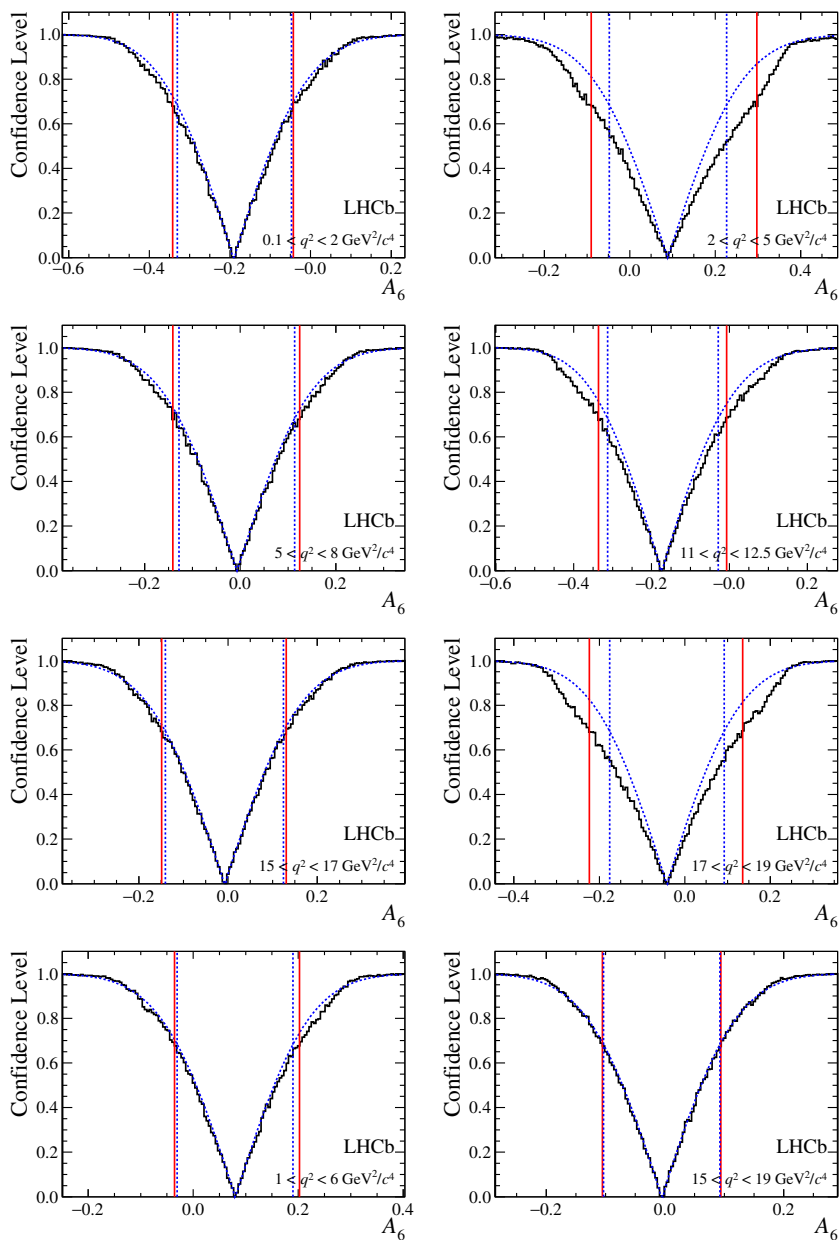 Confidence Level
1.0
0.8
0.6
0.4
0.2
0.0
LHCb
0.1 < q² < 2 GeV²/c⁴
−0.6 −0.4 −0.2 −0.0 0.2
A₆
Confidence Level
1.0
0.8
0.6
0.4
0.2
0.0
LHCb
2 < q² < 5 GeV²/c⁴
−0.2 0.0 0.2 0.4
A₆
Confidence Level
1.0
0.8
0.6
0.4
0.2
0.0
LHCb
5 < q² < 8 GeV²/c⁴
−0.2 0.0 0.2
A₆
Confidence Level
1.0
0.8
0.6
0.4
0.2
0.0
LHCb
11 < q² < 12.5 GeV²/c⁴
−0.6 −0.4 −0.2 −0.0 0.2
A₆
Confidence Level
1.0
0.8
0.6
0.4
0.2
0.0
LHCb
15 < q² < 17 GeV²/c⁴
−0.2 0.0 0.2
A₆
Confidence Level
1.0
0.8
0.6
0.4
0.2
0.0
LHCb
17 < q² < 19 GeV²/c⁴
−0.4 −0.2 0.0 0.2
A₆
Confidence Level
1.0
0.8
0.6
0.4
0.2
0.0
LHCb
1 < q² < 6 GeV²/c⁴
−0.2 0.0 0.2 0.4
A₆
Confidence Level
1.0
0.8
0.6
0.4
0.2
0.0
LHCb
15 < q² < 19 GeV²/c⁴
−0.2 0.0 0.2
A₆